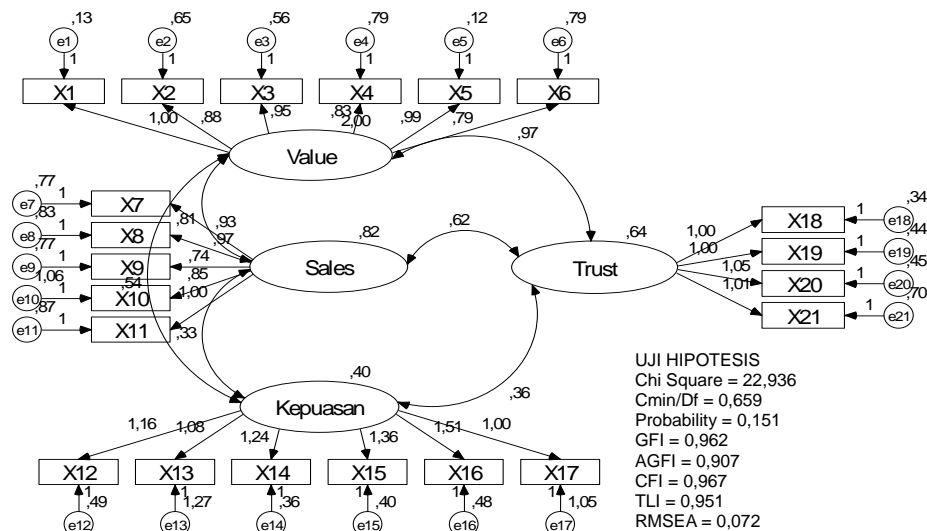 ,13 ,65 ,56 ,79 ,12 ,79
e1 e2 e3 e4 e5 e6
1 1 1 1 1 1
X1 X2 X3 X4 X5 X6
1,00 ,88 ,95 ,83 2,00 ,99 ,79 ,97
Value
,77
e7 1 X7
,83
e8 1 X8
,77
e9 1 X9
1,06
e10 1 X10
,87
e11 1 X11
,81 ,93
,97
,74
,85
1,00
,54
,33
,82
Sales
,62
,64
Trust
1,00
1,00
1,05
1,01
X18 1 e18 ,34
X19 1 e19 ,44
X20 1 e20 ,45
X21 1 e21 ,70
,40
Kepuasan
,36
1,16 1,08 1,24 1,36 1,51 1,00
X12 X13 X14 X15 X16 X17
1 1 1 1 1 1
,49 1,27 ,36 ,40 ,48 1,05
e12 e13 e14 e15 e16 e17
UJI HIPOTESIS
Chi Square = 22,936
Cmin/Df = 0,659
Probability = 0,151
GFI = 0,962
AGFI = 0,907
CFI = 0,967
TLI = 0,951
RMSEA = 0,072